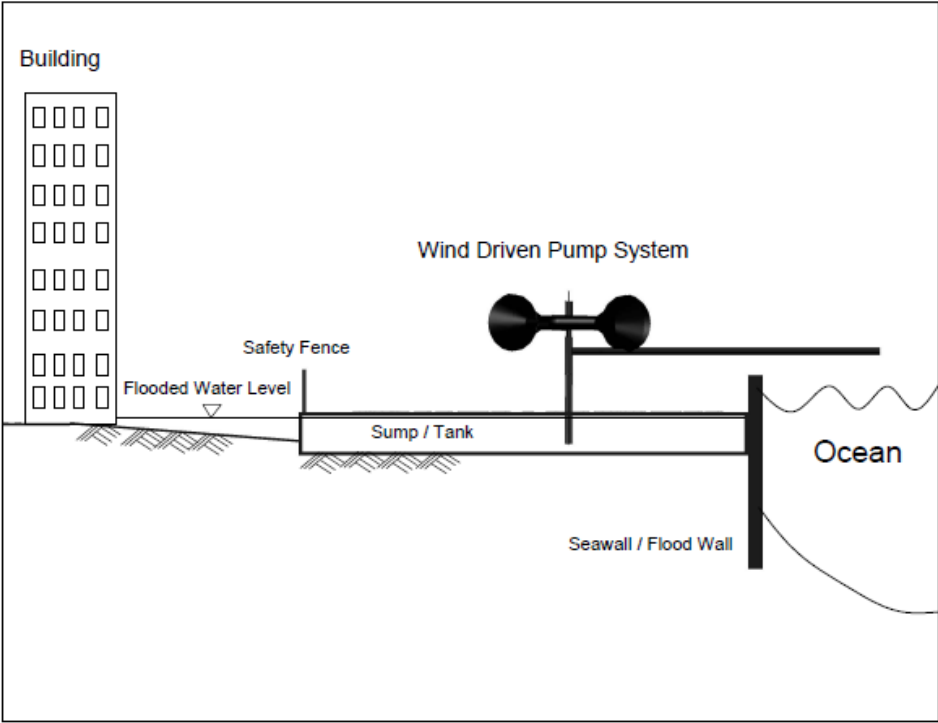 Building
Wind Driven Pump System
Safety Fence
Flooded Water Level
Sump / Tank
Ocean
Seawall / Flood Wall